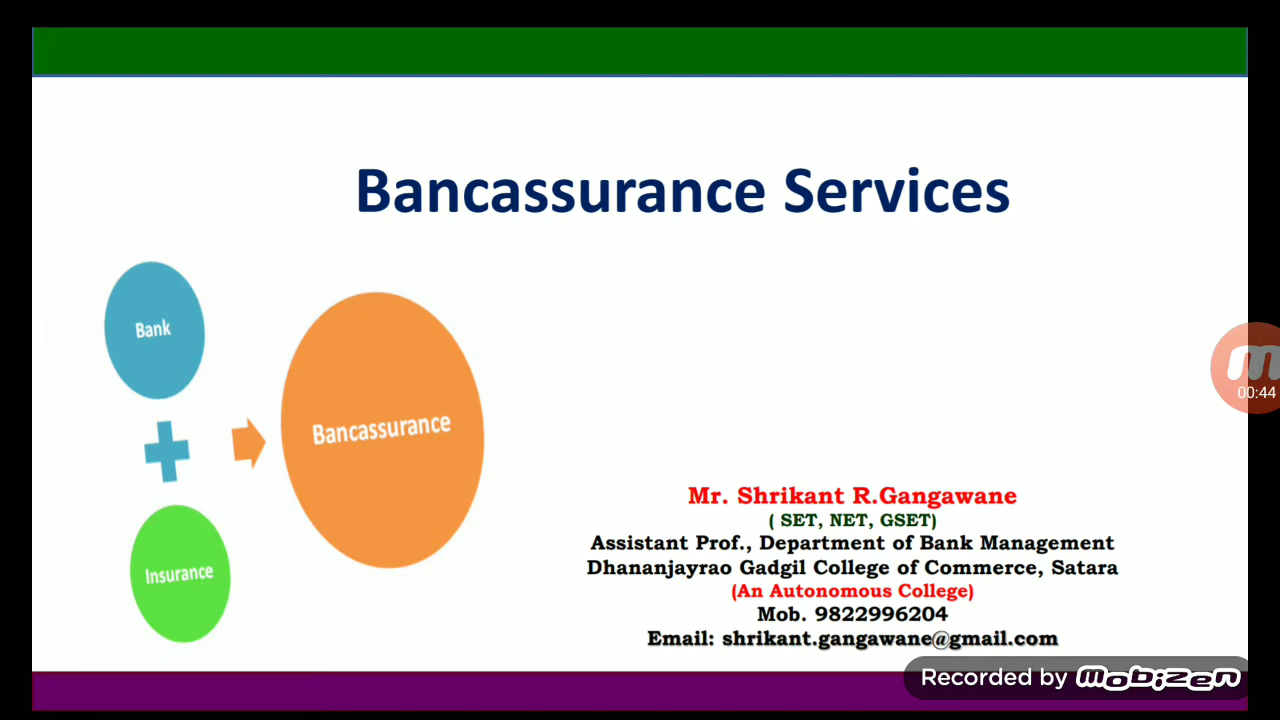 Bancassurance Services
Bank
Bancassurance
Insurance
Mr. Shrikant R.Gangawane
( SET, NET, GSET)
Assistant Prof., Department of Bank Management
Dhananjayrao Gadgil College of Commerce, Satara
(An Autonomous College)
Mob. 9822996204
Email: shrikant.gangawane@gmail.com
00:44
Recorded by Mobizen